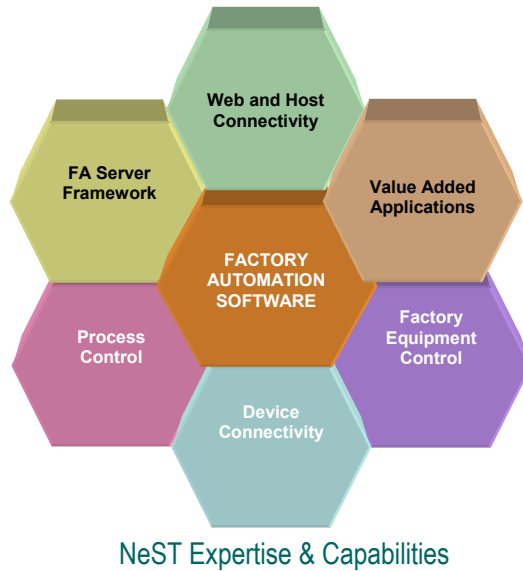 Web and Host
Connectivity
FA Server
Framework
Value Added
Applications
FACTORY
AUTOMATION
SOFTWARE
Process
Control
Factory
Equipment
Control
Device
Connectivity
NeST Expertise & Capabilities